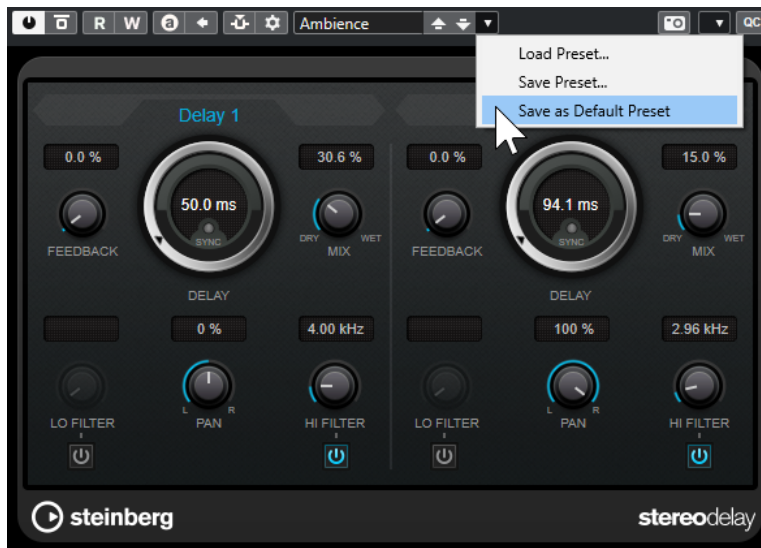 R W a Ambience QC
Load Preset...
Save Preset...
Save as Default Preset
Delay 1
0.0 % 30.6 % 0.0 % 15.0 %
50.0 ms 94.1 ms
SYNC SYNC
FEEDBACK DRY WET FEEDBACK DRY WET
MIX MIX
DELAY DELAY
0 % 4.00 kHz 100 % 2.96 kHz
L R L R
LO FILTER PAN HI FILTER LO FILTER PAN HI FILTER
steinberg stereodelay